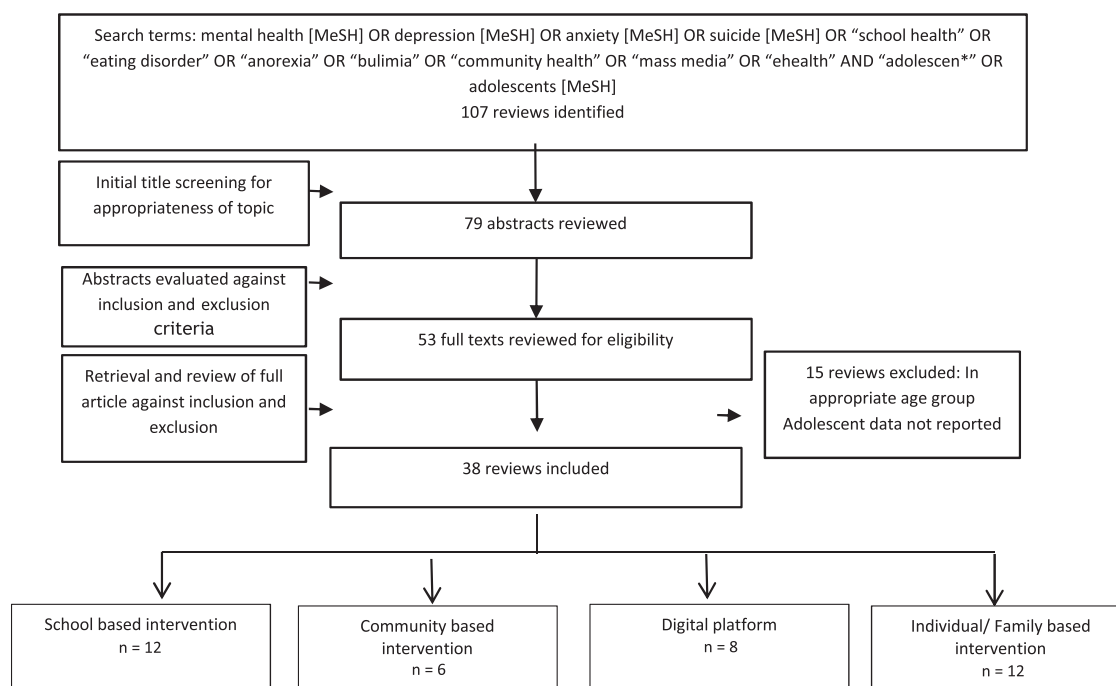 Search terms: mental health [MeSH] OR depression [MeSH] OR anxiety [MeSH] OR suicide [MeSH] OR “school health” OR
“eating disorder” OR “anorexia” OR “bulimia” OR “community health” OR “mass media” OR “ehealth” AND “adolescen*” OR
adolescents [MeSH]
107 reviews identified
Initial title screening for
appropriateness of topic
79 abstracts reviewed
Abstracts evaluated against
inclusion and exclusion
criteria
53 full texts reviewed for eligibility
Retrieval and review of full
article against inclusion and
exclusion
15 reviews excluded: In
appropriate age group
Adolescent data not reported
38 reviews included
School based intervention
n = 12
Community based
intervention
n = 6
Digital platform
n = 8
Individual/ Family based
intervention
n = 12